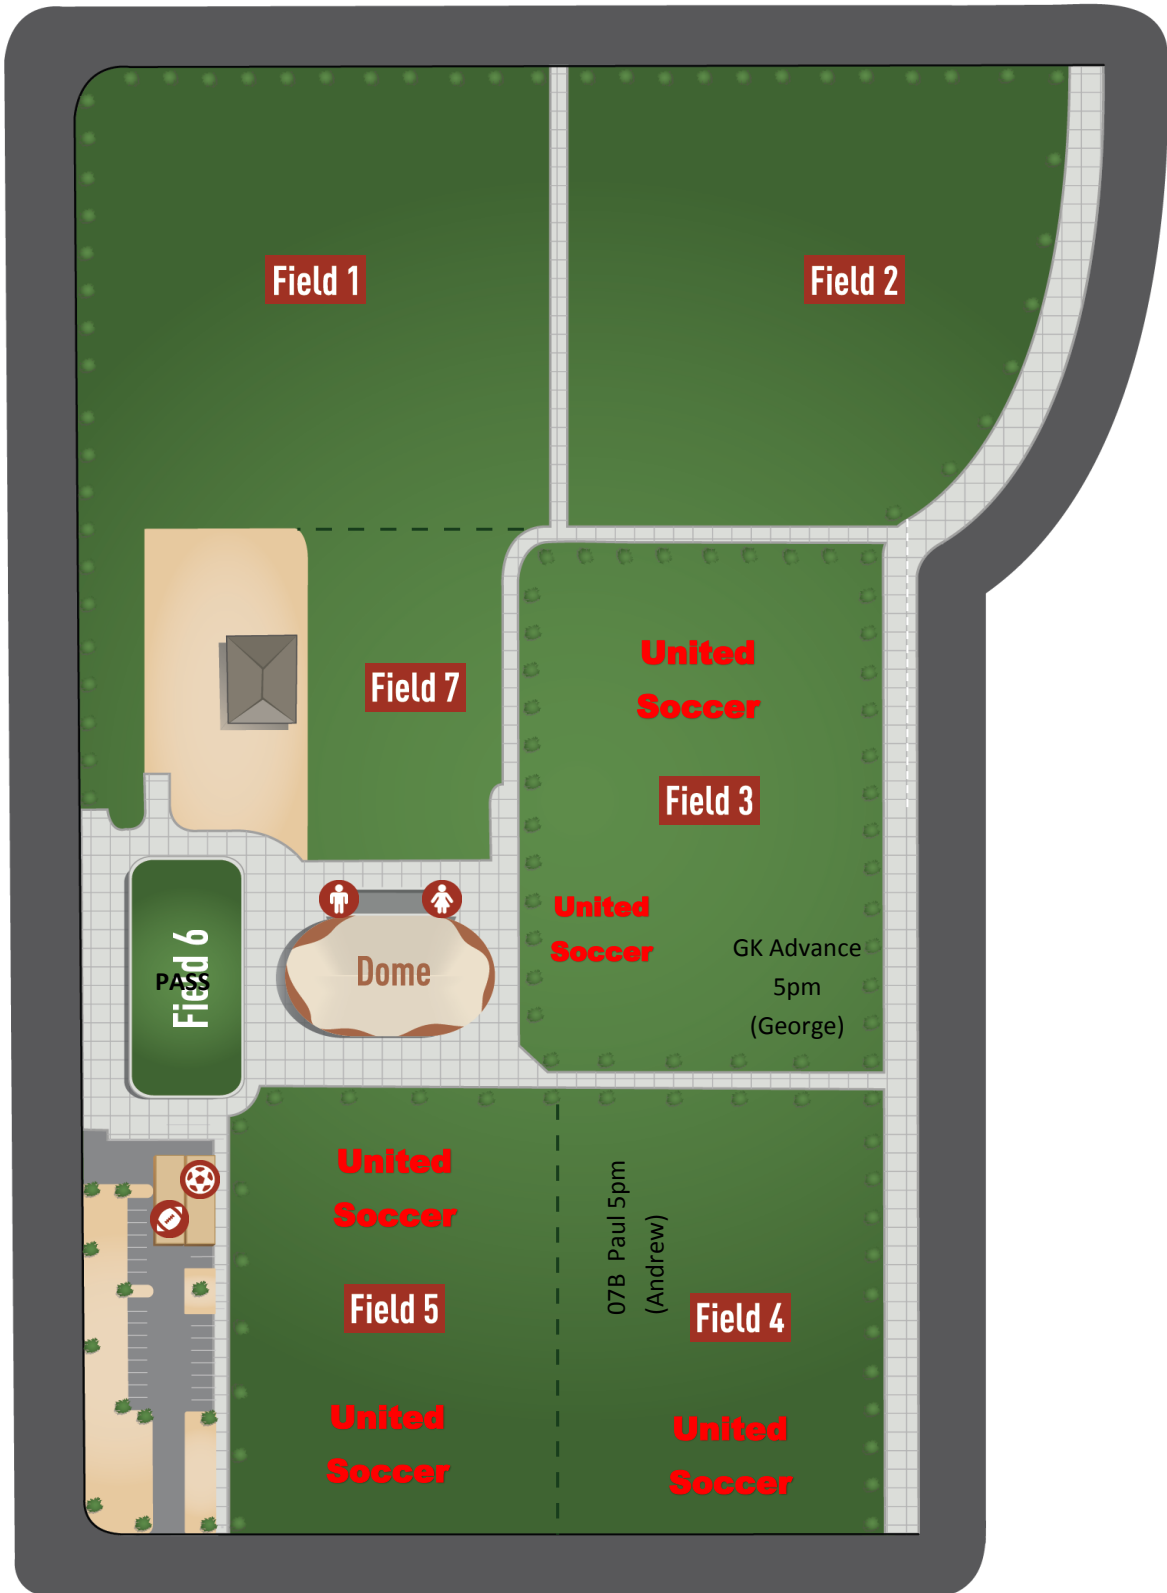 Field 1
Field 2
United
Soccer
Field 7
Field 3
United
Soccer
GK Advance
5pm
(George)
Field 6
PASS
Dome
United
Soccer
07B Paul 5pm
(Andrew)
Field 5
Field 4
United
Soccer
United
Soccer